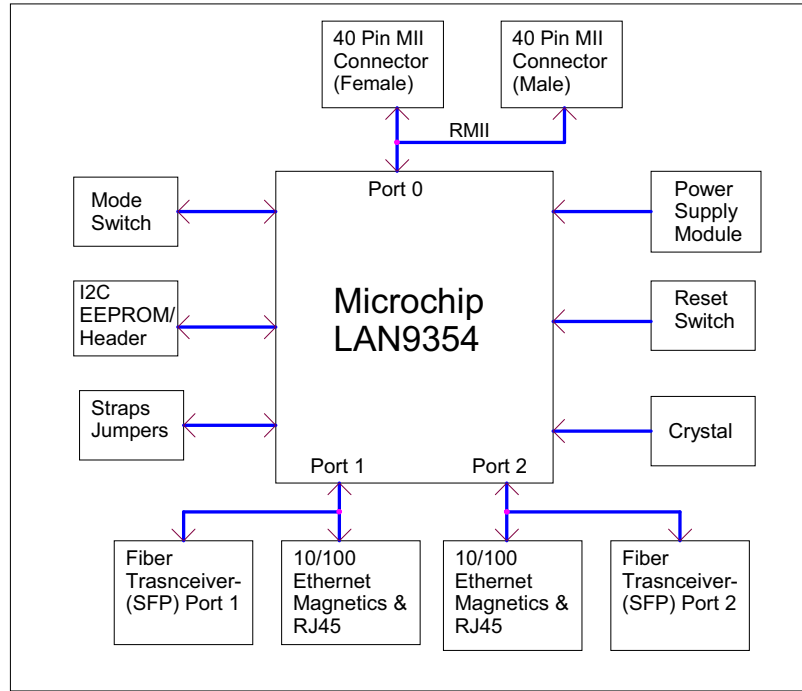 40 Pin MII
Connector
(Female)
40 Pin MII
Connector
(Male)
RMII
Port 0
Mode
Switch
Power
Supply
Module
I2C
EEPROM/
Header
Microchip
LAN9354
Reset
Switch
Straps
Jumpers
Crystal
Port 1
Port 2
Fiber
Trasnceiver-
(SFP) Port 1
10/100
Ethernet
Magnetics &
RJ45
10/100
Ethernet
Magnetics &
RJ45
Fiber
Trasnceiver-
(SFP) Port 2